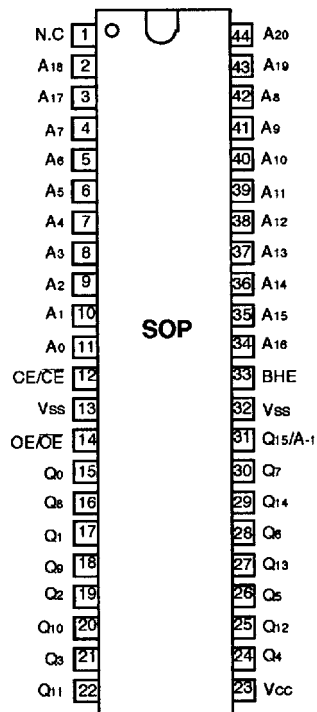 N.C 1 44 A20
A18 2 43 A19
A17 3 42 A8
A7 4 41 A9
A6 5 40 A10
A5 6 39 A11
A4 7 38 A12
A3 8 37 A13
A2 9 36 A14
A1 10 35 A15
A0 11 SOP 34 A16
CE/C̅E̅ 12 33 BHE
Vss 13 32 Vss
OE/O̅E̅ 14 31 Q15/A-1
Q0 15 30 Q7
Q8 16 29 Q14
Q1 17 28 Q6
Q9 18 27 Q13
Q2 19 26 Q5
Q10 20 25 Q12
Q3 21 24 Q4
Q11 22 23 Vcc